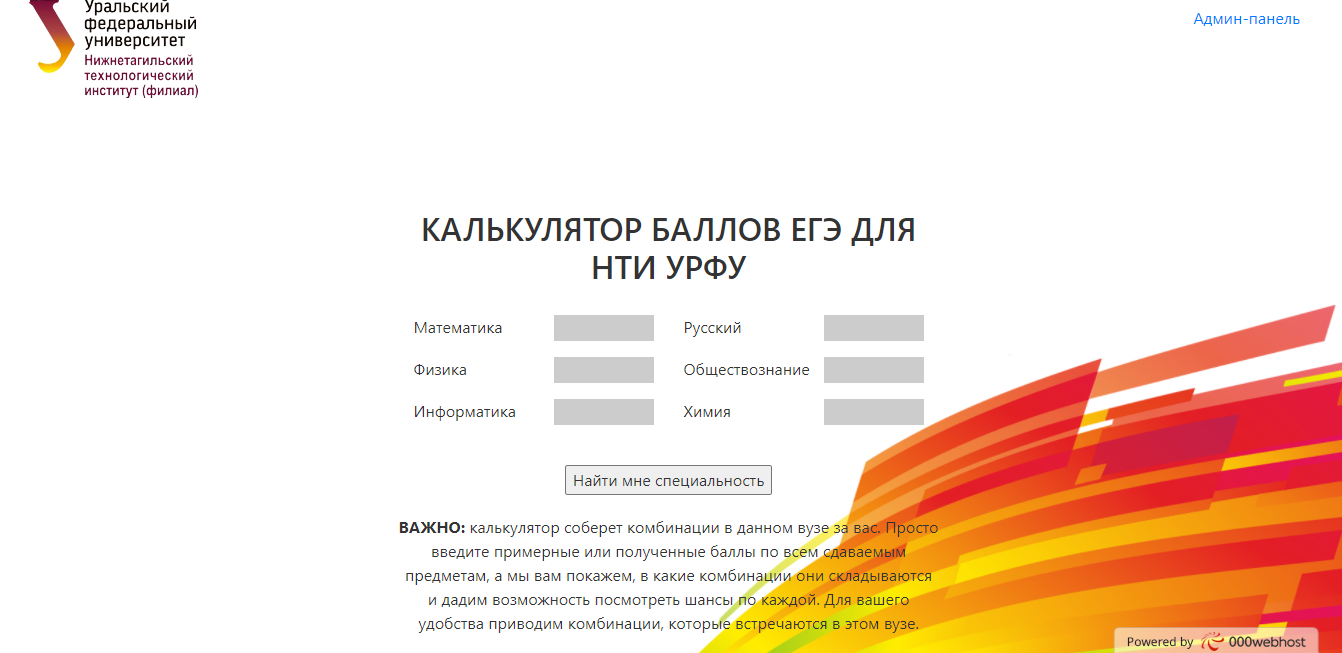 Уральский
федеральный
университет
Нижнетагильский
технологический
институт (филиал)
Админ-панель
КАЛЬКУЛЯТОР БАЛЛОВ ЕГЭ ДЛЯ
НТИ УРФУ
Математика
Русский
Физика
Обществознание
Информатика
Химия
Найти мне специальность
ВАЖНО: калькулятор соберет комбинации в данном вузе за вас. Просто
введите примерные или полученные баллы по всем сдаваемым
предметам, а мы вам покажем, в какие комбинации они складываются
и дадим возможность посмотреть шансы по каждой. Для вашего
удобства приводим комбинации, которые встречаются в этом вузе.
Powered by 000webhost